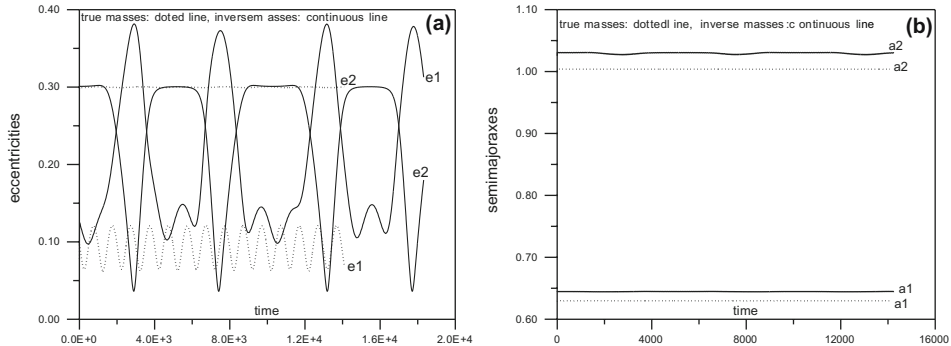 true masses: doted line, inversem asses: continuous line
(a)
0.40
0.30
0.20
0.10
0.00
eccentricities
e2
e1
e2
e1
time
0.0E+0
4.0E+3
8.0E+3
1.2E+4
1.6E+4
2.0E+4
true masses: dottedl ine, inverse masses:c ontinuous line
(b)
1.10
1.00
0.90
0.80
0.70
0.60
semimajoraxes
a2
a2
a1
a1
time
0
4000
8000
12000
16000